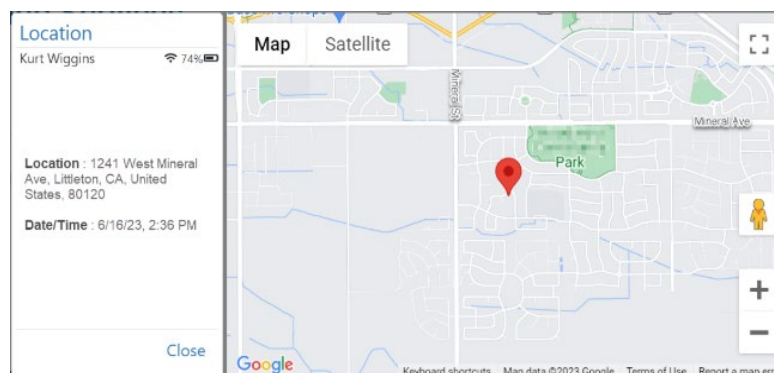 Location
Kurt Wiggins
74%
Location : 1241 West Mineral
Ave, Littleton, CA, United
States, 80120
Date/Time : 6/16/23, 2:36 PM
Close
Map
Satellite
Mineral St
Mineral Ave
Park
Google
Keyboard shortcuts
Map data ©2023 Google
Terms of Use
Report a map